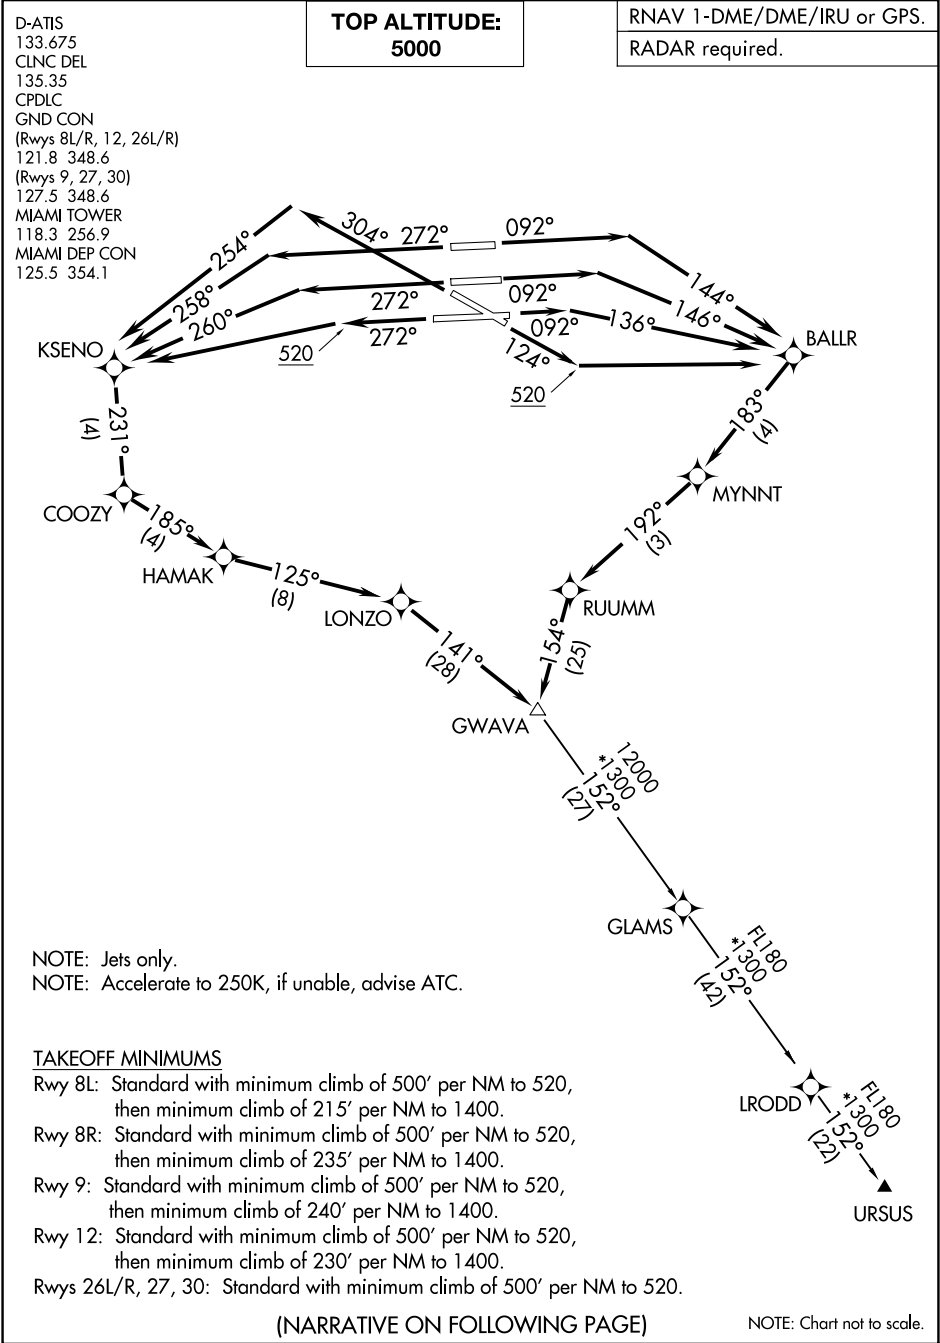 D-ATIS
133.675
CLNC DEL
135.35
CPDLC
GND CON
(Rwys 8L/R, 12, 26L/R)
121.8 348.6
(Rwys 9, 27, 30)
127.5 348.6
MIAMI TOWER
118.3 256.9
MIAMI DEP CON
125.5 354.1
TOP ALTITUDE:
5000
RNAV 1-DME/DME/IRU or GPS.
RADAR required.
254°
304°
272°
092°
144°
258°
272°
092°
146°
260°
272°
092°
136°
124°
520
520
KSENO
BALLR
231°
(4)
183°
(4)
COOZY
MYNNT
185°
(4)
192°
(3)
HAMAK
125°
(8)
LONZO
RUUMM
141°
(28)
154°
(25)
GWAVA
12000
*1300
152°
(27)
GLAMS
FL180
*1300
152°
(42)
LRODD
FL180
*1300
152°
(22)
URSUS
NOTE: Jets only.
NOTE: Accelerate to 250K, if unable, advise ATC.
TAKEOFF MINIMUMS
Rwy 8L: Standard with minimum climb of 500' per NM to 520,
then minimum climb of 215' per NM to 1400.
Rwy 8R: Standard with minimum climb of 500' per NM to 520,
then minimum climb of 235' per NM to 1400.
Rwy 9: Standard with minimum climb of 500' per NM to 520,
then minimum climb of 240' per NM to 1400.
Rwy 12: Standard with minimum climb of 500' per NM to 520,
then minimum climb of 230' per NM to 1400.
Rwys 26L/R, 27, 30: Standard with minimum climb of 500' per NM to 520.
(NARRATIVE ON FOLLOWING PAGE)
NOTE: Chart not to scale.